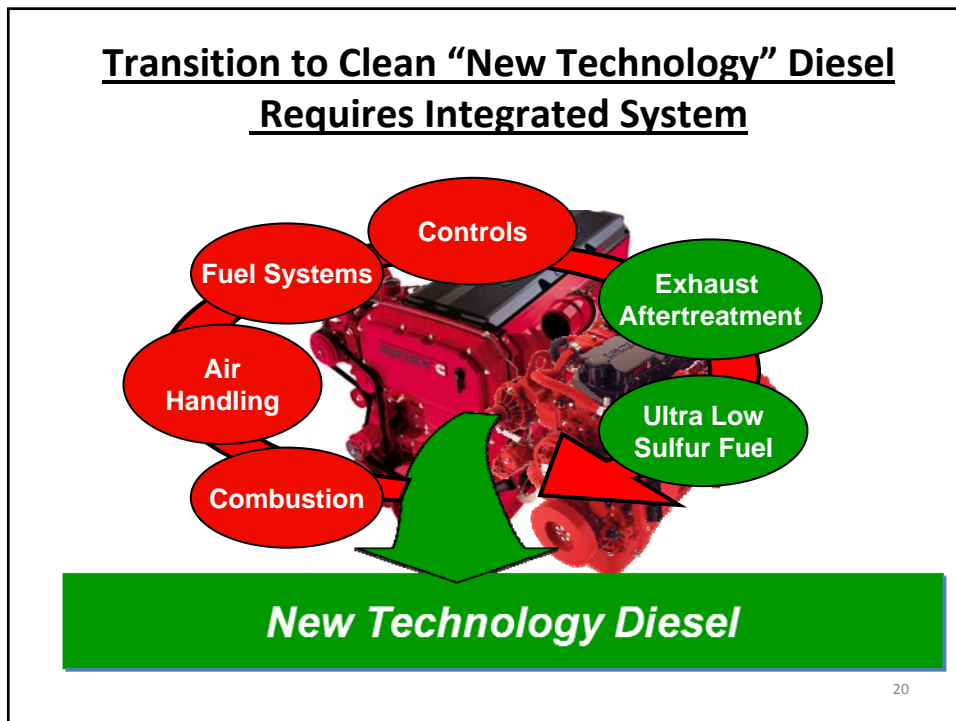 Transition to Clean “New Technology” Diesel
Requires Integrated System
Controls
Fuel Systems
Exhaust
Aftertreatment
Air
Handling
Ultra Low
Sulfur Fuel
Combustion
New Technology Diesel
20